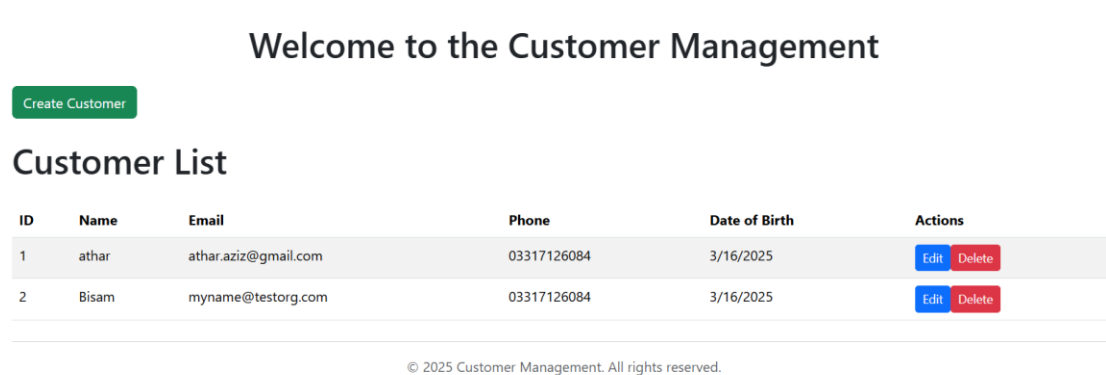 Welcome to the Customer Management
Create Customer
Customer List
ID Name Email Phone Date of Birth Actions
1 athar athar.aziz@gmail.com 03317126084 3/16/2025 Edit Delete
2 Bisam myname@testorg.com 03317126084 3/16/2025 Edit Delete
© 2025 Customer Management. All rights reserved.